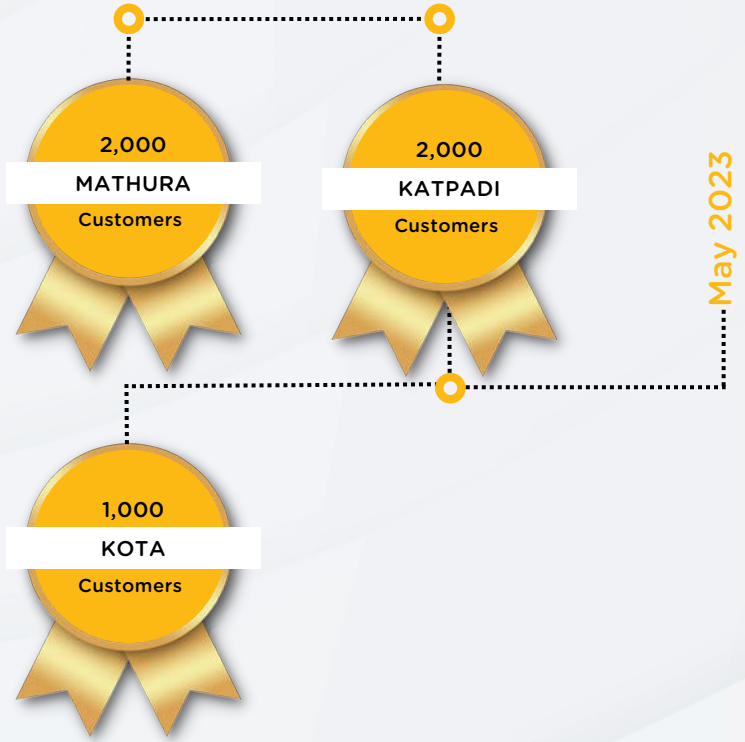 2,000
MATHURA
Customers
2,000
KATPADI
Customers
May 2023
1,000
KOTA
Customers